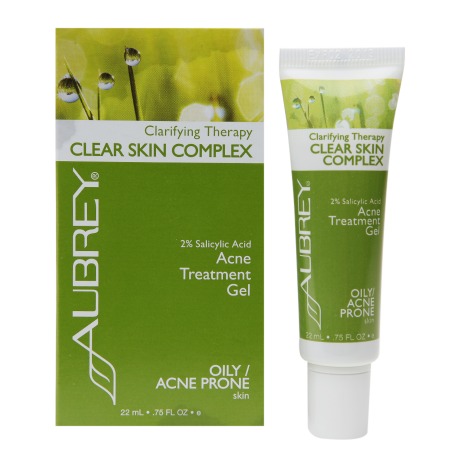 Clarifying Therapy
CLEAR SKIN COMPLEX
AUBREY®
2% Salicylic Acid
Acne
Treatment
Gel
OILY /
ACNE PRONE
skin
22 mL • .75 FL OZ • e
Clarifying Therapy
CLEAR SKIN
COMPLEX
AUBREY
2% Salicylic Acid
Acne
Treatment
Gel
OILY/
ACNE
PRONE
skin
22 mL • .75 FL OZ • e